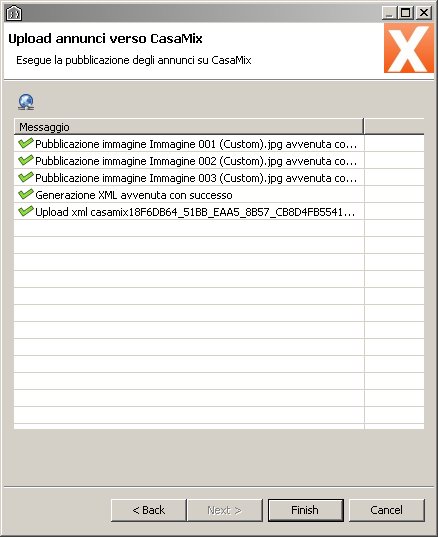 Upload annunci verso CasaMix
Esegue la pubblicazione degli annunci su CasaMix
X
Messaggio
Pubblicazione immagine Immagine 001 (Custom).jpg avvenuta co...
Pubblicazione immagine Immagine 002 (Custom).jpg avvenuta co...
Pubblicazione immagine Immagine 003 (Custom).jpg avvenuta co...
Generazione XML avvenuta con successo
Upload xml casamix18F6DB64_51BB_EAA5_8B57_CB8D4FB5541...
< Back
Next >
Finish
Cancel